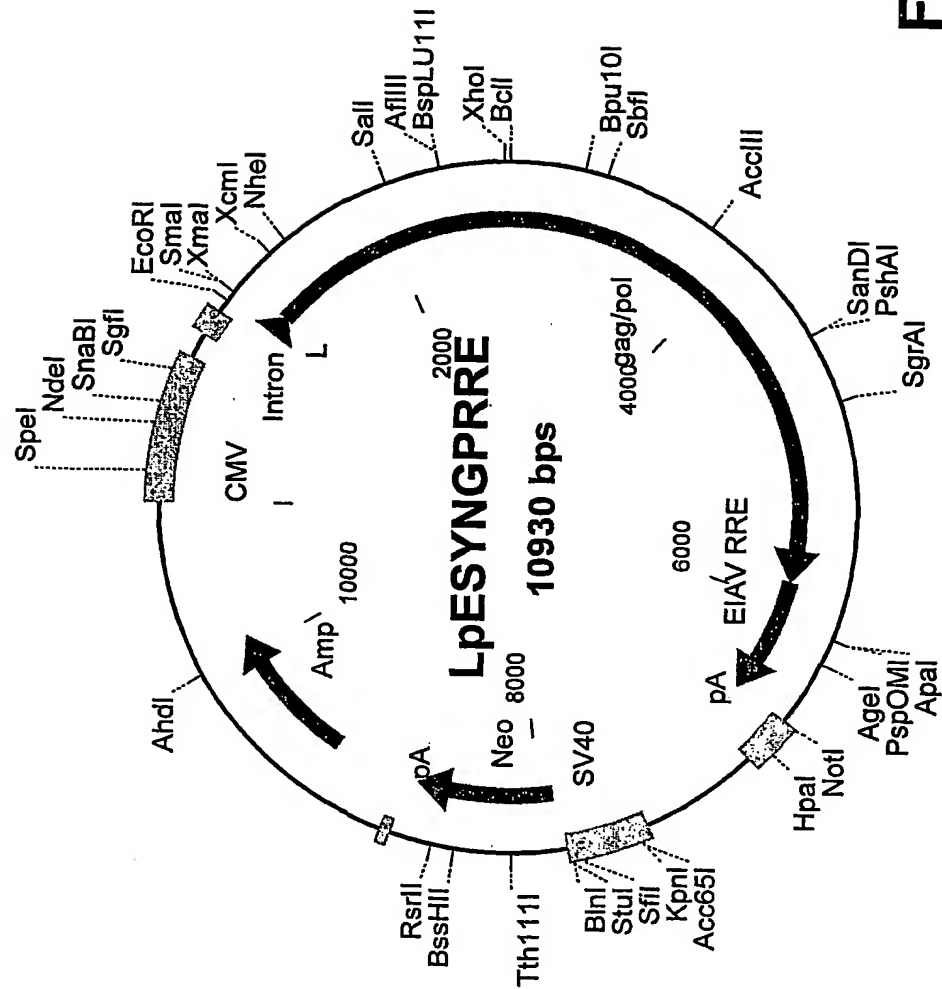 F
SpeI
NdeI
SnaBI
SgfI
EcoRI
SmaI
XmaI
XcmI
NheI
SalI
AflIII
BspLU11I
XhoI
BclI
Bpu10I
SbfI
AccIII
SanDI
PshAI
SgrAI
ApaI
PspOMI
AgeI
NotI
HpaI
Acc65I
KpnI
SfiI
StuI
BlnI
Tth111I
BssHII
RsrII
AhdI
CMV
Intron
L
2000
4000
gag/pol
6000
EIAV RRE
pA
SV40
8000
Neo
pA
Amp
10000
LpESYNGPRRE
10930 bps